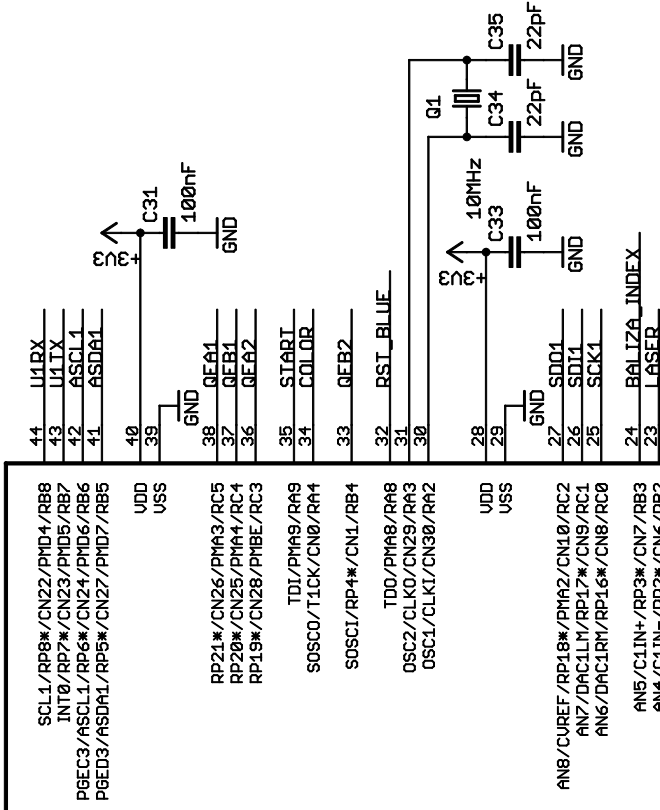 C35
22pF
GND
Q1
C34
22pF
GND
10MHz
C33
100nF
GND
+3V3
C31
100nF
GND
+3V3
44 U1RX
43 U1TX
42 ASCL1
41 ASDA1
40
39 GND
38 QEA1
37 QEB1
36 QEA2
35 START
34 COLOR
33 QEB2
32 RST_BLUE
31
30
28
29 GND
27 SDO1
26 SDI1
25 SCK1
24 BALIZA_INDEX
23 LASER
SCL1/RP8*/CN22/PMD4/RB8
INT0/RP7*/CN23/PMD5/RB7
PGEC3/ASCL1/RP6*/CN24/PMD6/RB6
PGED3/ASDA1/RP5*/CN27/PMD7/RB5
VDD
VSS
RP21*/CN26/PMA3/RC5
RP20*/CN25/PMA4/RC4
RP19*/CN28/PMBE/RC3
TDI/PMA9/RA9
SOSCO/T1CK/CN0/RA4
SOSCI/RP4*/CN1/RB4
TDO/PMA8/RA8
OSC2/CLKO/CN29/RA3
OSC1/CLKI/CN30/RA2
VDD
VSS
AN8/CVREF/RP18*/PMA2/CN10/RC2
AN7/DAC1LM/RP17*/CN9/RC1
AN6/DAC1RM/RP16*/CN8/RC0
AN5/C1IN+/RP3*/CN7/RB3
AN4/C1IN-/RP2*/CN6/RB2